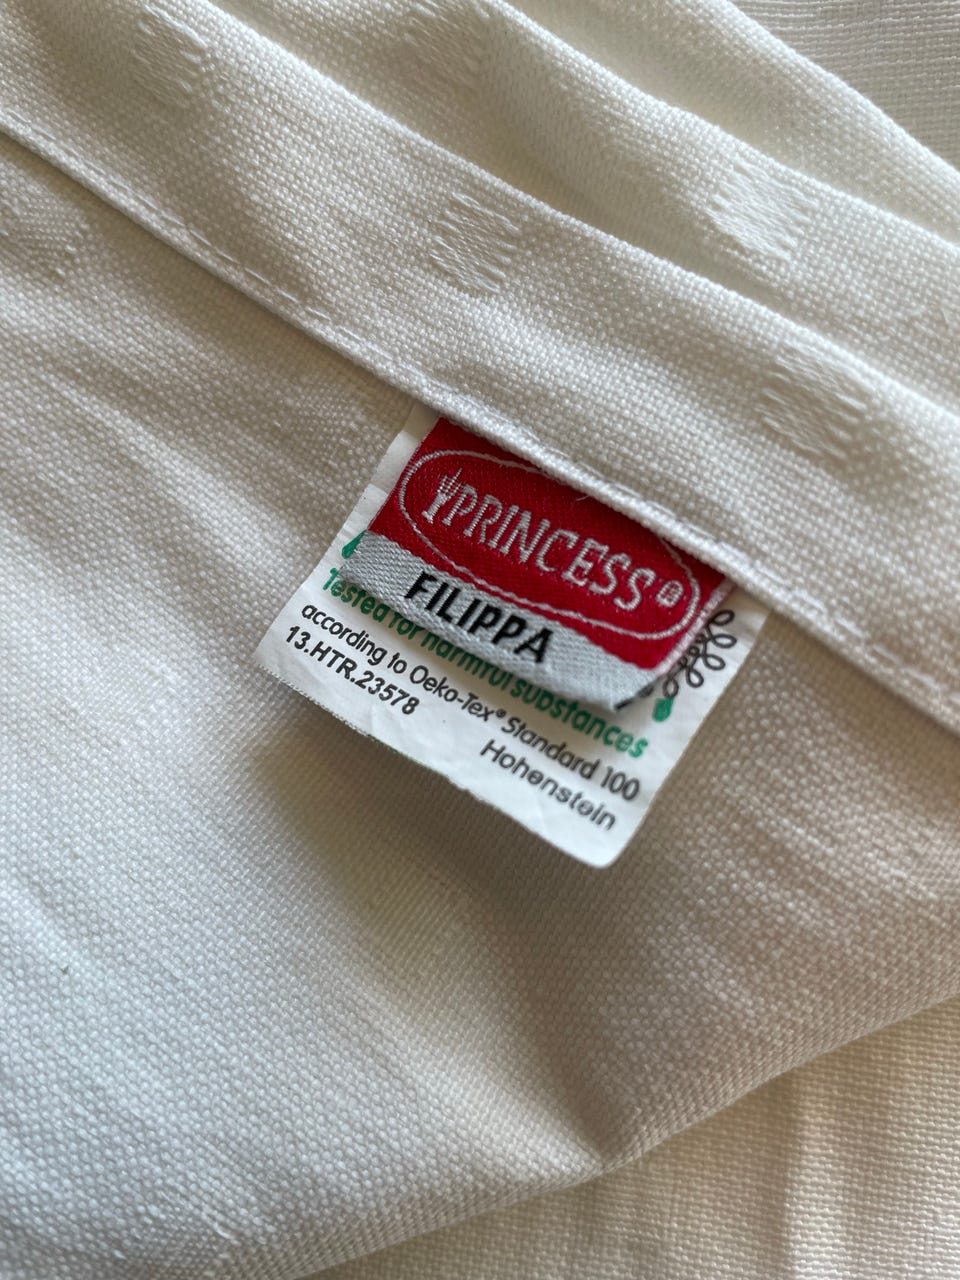 PRINCESS®
FILIPPA
Tested for harmful substances
according to Oeko-Tex® Standard 100
13.HTR.23578
Hohenstein